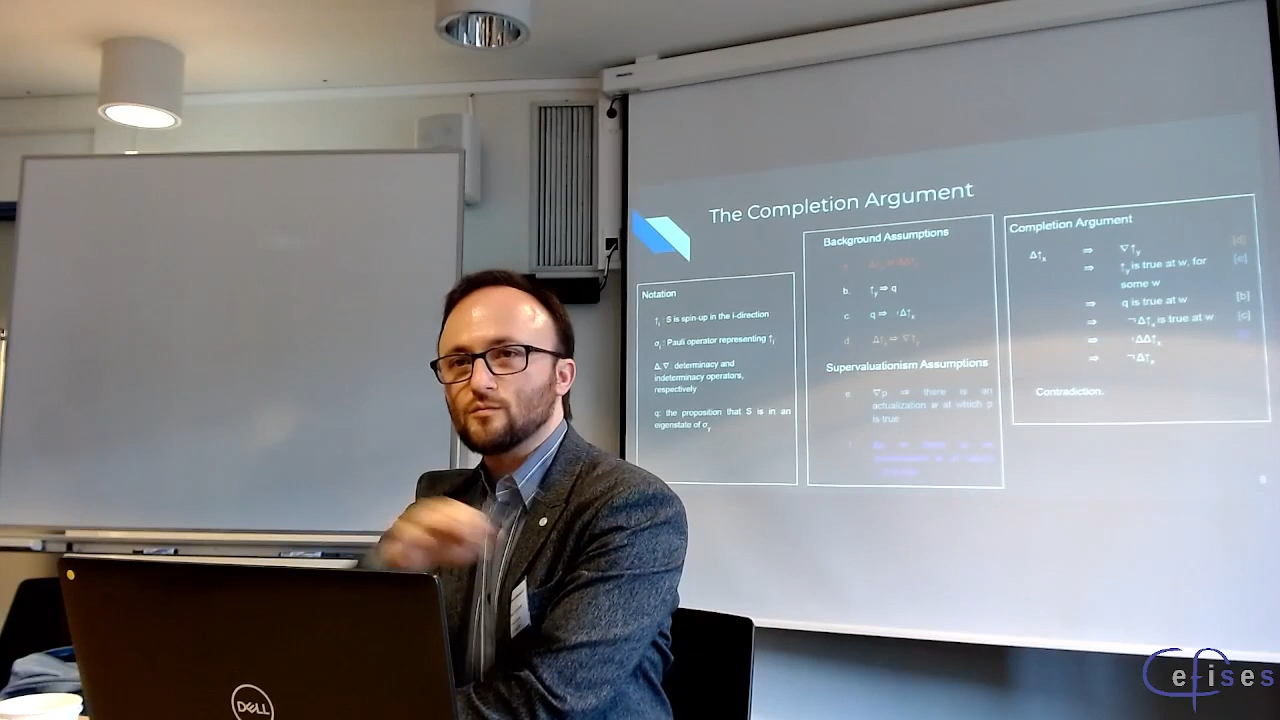 The Completion Argument
Notation
↑ᵢ : S is spin-up in the i-direction
σᵢ : Pauli operator representing ↑ᵢ
Δ, ∇ : determinacy and
indeterminacy operators,
respectively
q: the proposition that S is in an
eigenstate of σᵧ
Background Assumptions
b. ↑ᵧ ⇒ q
c. q ⇒ ¬Δ↑ₓ
d. Δ↑ₓ ⇒ ∇↑ᵧ
Supervaluationism Assumptions
e. ∇p ⇒ there is an
actualization w at which p
is true
Completion Argument
Δ↑ₓ ⇒ ∇↑ᵧ [d]
⇒ ↑ᵧ is true at w, for [e]
some w
⇒ q is true at w [b]
⇒ ¬Δ↑ₓ is true at w [c]
⇒ ¬ΔΔ↑ₓ
⇒ ¬Δ↑ₓ
Contradiction.
DELL
Cefises